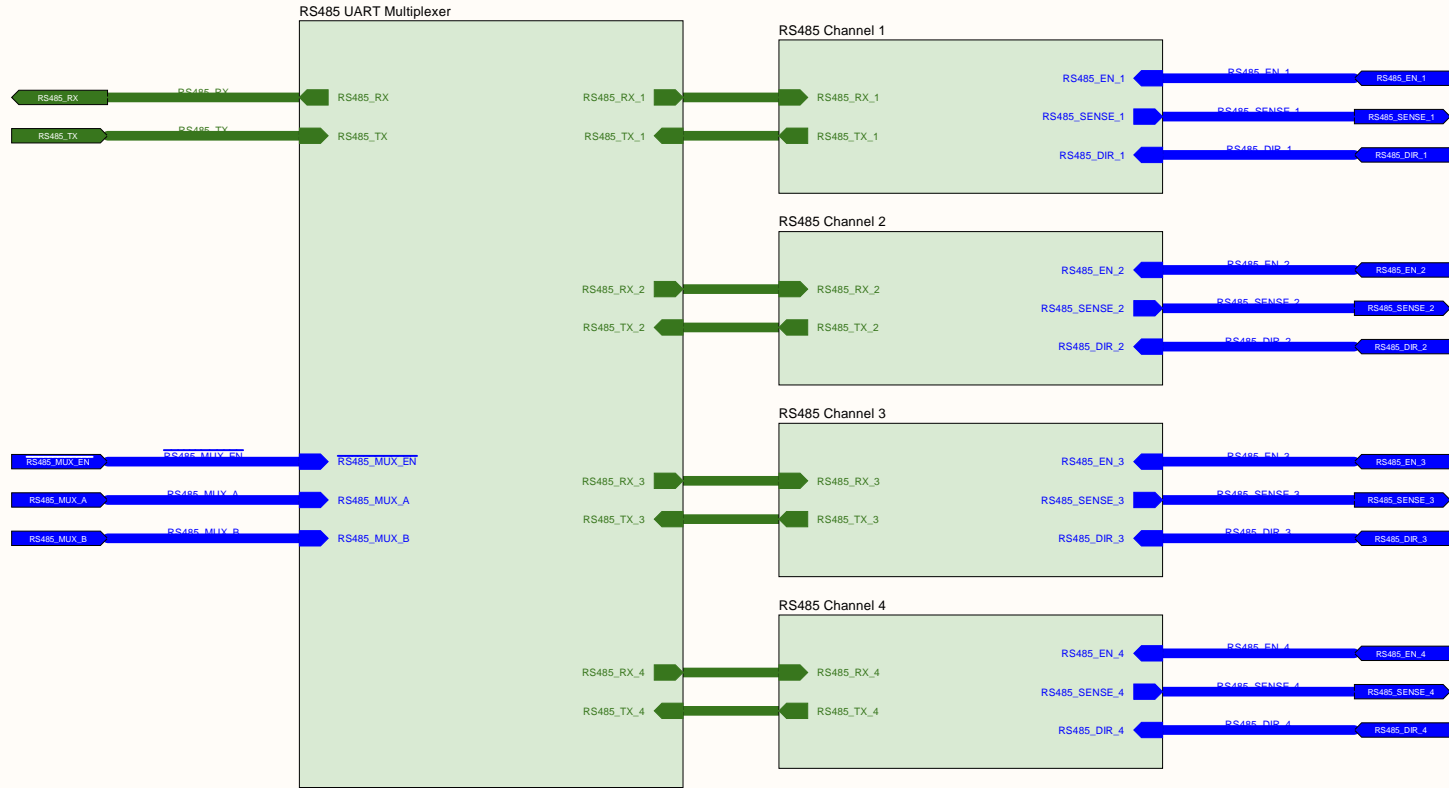 RS485 UART Multiplexer
RS485_RX
RS485_RX
RS485_RX
RS485_TX
RS485_TX
RS485_TX
RS485_MUX_EN
RS485_MUX_EN
RS485_MUX_EN
RS485_MUX_A
RS485_MUX_A
RS485_MUX_A
RS485_MUX_B
RS485_MUX_B
RS485_MUX_B
RS485_RX_1
RS485_TX_1
RS485_RX_2
RS485_TX_2
RS485_RX_3
RS485_TX_3
RS485_RX_4
RS485_TX_4
RS485 Channel 1
RS485_RX_1
RS485_TX_1
RS485_EN_1
RS485_EN_1
RS485_EN_1
RS485_SENSE_1
RS485_SENSE_1
RS485_SENSE_1
RS485_DIR_1
RS485_DIR_1
RS485_DIR_1
RS485 Channel 2
RS485_RX_2
RS485_TX_2
RS485_EN_2
RS485_EN_2
RS485_EN_2
RS485_SENSE_2
RS485_SENSE_2
RS485_SENSE_2
RS485_DIR_2
RS485_DIR_2
RS485_DIR_2
RS485 Channel 3
RS485_RX_3
RS485_TX_3
RS485_EN_3
RS485_EN_3
RS485_EN_3
RS485_SENSE_3
RS485_SENSE_3
RS485_SENSE_3
RS485_DIR_3
RS485_DIR_3
RS485_DIR_3
RS485 Channel 4
RS485_RX_4
RS485_TX_4
RS485_EN_4
RS485_EN_4
RS485_EN_4
RS485_SENSE_4
RS485_SENSE_4
RS485_SENSE_4
RS485_DIR_4
RS485_DIR_4
RS485_DIR_4